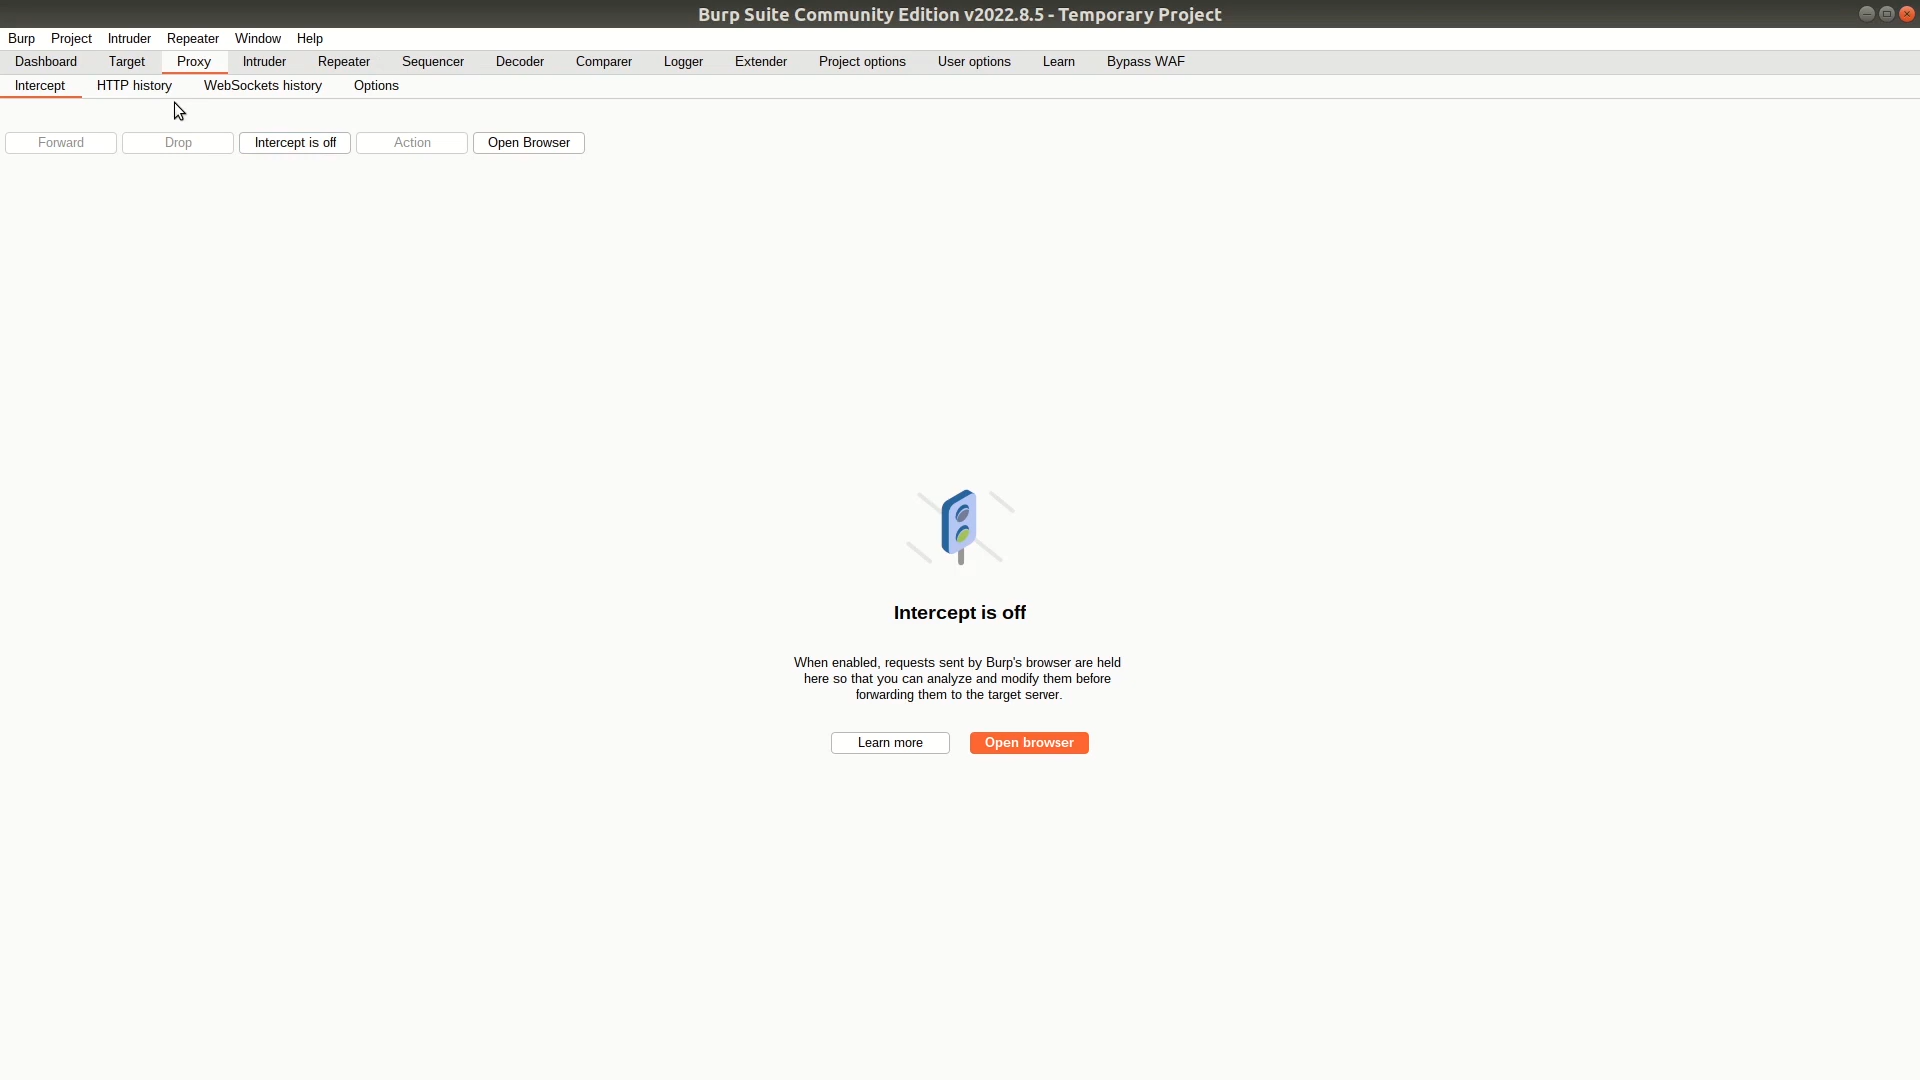 Burp Suite Community Edition v2022.8.5 - Temporary Project
Burp Project Intruder Repeater Window Help
Dashboard Target Proxy Intruder Repeater Sequencer Decoder Comparer Logger Extender Project options User options Learn Bypass WAF
Intercept HTTP history WebSockets history Options
Forward Drop Intercept is off Action Open Browser
Intercept is off
When enabled, requests sent by Burp's browser are held
here so that you can analyze and modify them before
forwarding them to the target server.
Learn more Open browser